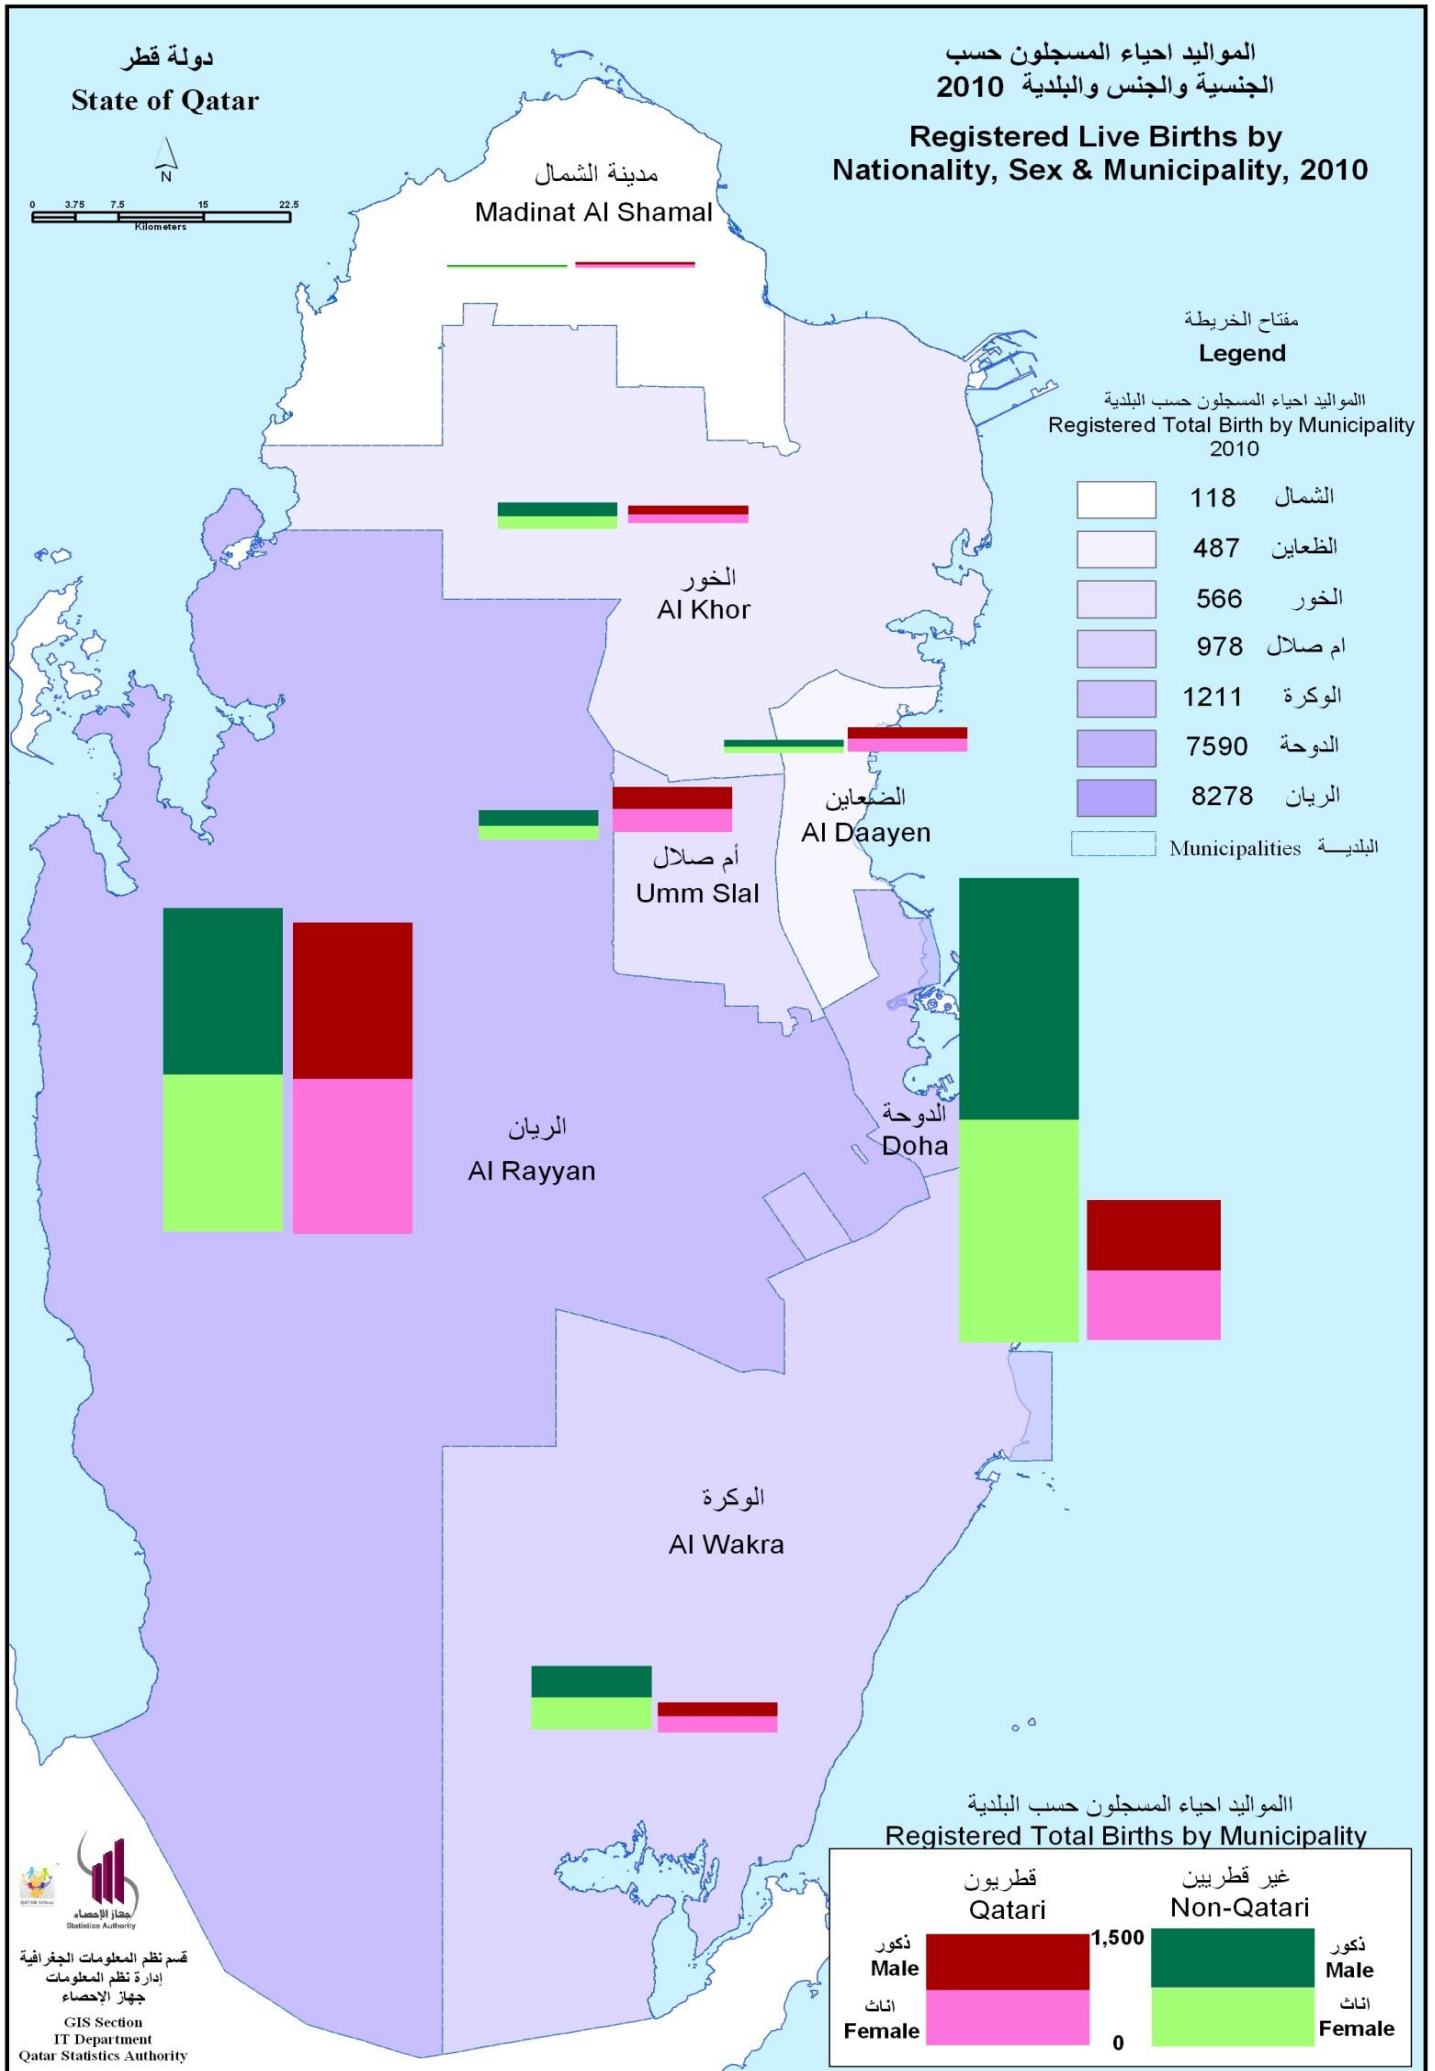 دولة قطر
State of Qatar
N
0 3.75 7.5 15 22.5
Kilometers
المواليد احياء المسجلون حسب
الجنسية والجنس والبلدية 2010
Registered Live Births by
Nationality, Sex & Municipality, 2010
مدينة الشمال
Madinat Al Shamal
مفتاح الخريطة
Legend
االمواليد احياء المسجلون حسب البلدية
Registered Total Birth by Municipality
2010
118 الشمال
487 الظعاين
566 الخور
978 ام صلال
1211 الوكرة
7590 الدوحة
8278 الريان
Municipalities البلديـــة
الخور
Al Khor
الضعاين
Al Daayen
أم صلال
Umm Slal
الدوحة
Doha
الريان
Al Rayyan
الوكرة
Al Wakra
االمواليد احياء المسجلون حسب البلدية
Registered Total Births by Municipality
قطريون
Qatari
غير قطريين
Non-Qatari
1,500
ذكور
Male
ذكور
Male
اناث
Female
اناث
Female
0
جهاز الإحصاء
Statistics Authority
قسم نظم المعلومات الجغرافية
إدارة نظم المعلومات
جهاز الإحصاء
GIS Section
IT Department
Qatar Statistics Authority